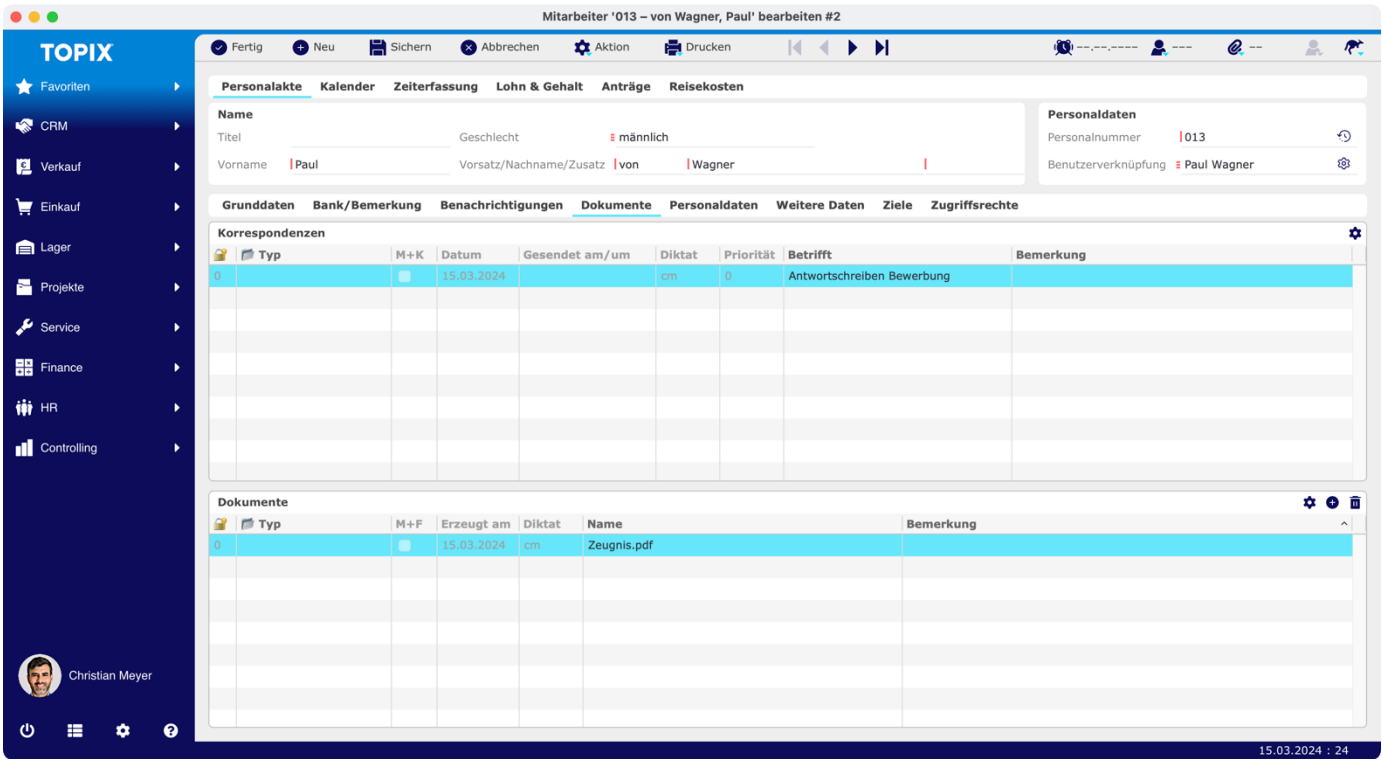 Mitarbeiter '013 – von Wagner, Paul' bearbeiten #2
TOPIX
Fertig Neu Sichern Abbrechen Aktion Drucken --.--.---- --- --
Favoriten
CRM
Verkauf
Einkauf
Lager
Projekte
Service
Finance
HR
Controlling
Christian Meyer
Personalakte Kalender Zeiterfassung Lohn & Gehalt Anträge Reisekosten
Name
Titel Geschlecht männlich
Vorname Paul Vorsatz/Nachname/Zusatz von Wagner
Personaldaten
Personalnummer 013
Benutzerverknüpfung Paul Wagner
Grunddaten Bank/Bemerkung Benachrichtigungen Dokumente Personaldaten Weitere Daten Ziele Zugriffsrechte
Korrespondenzen
Typ M+K Datum Gesendet am/um Diktat Priorität Betrifft Bemerkung
0 15.03.2024 cm 0 Antwortschreiben Bewerbung
Dokumente
Typ M+F Erzeugt am Diktat Name Bemerkung
0 15.03.2024 cm Zeugnis.pdf
15.03.2024 : 24